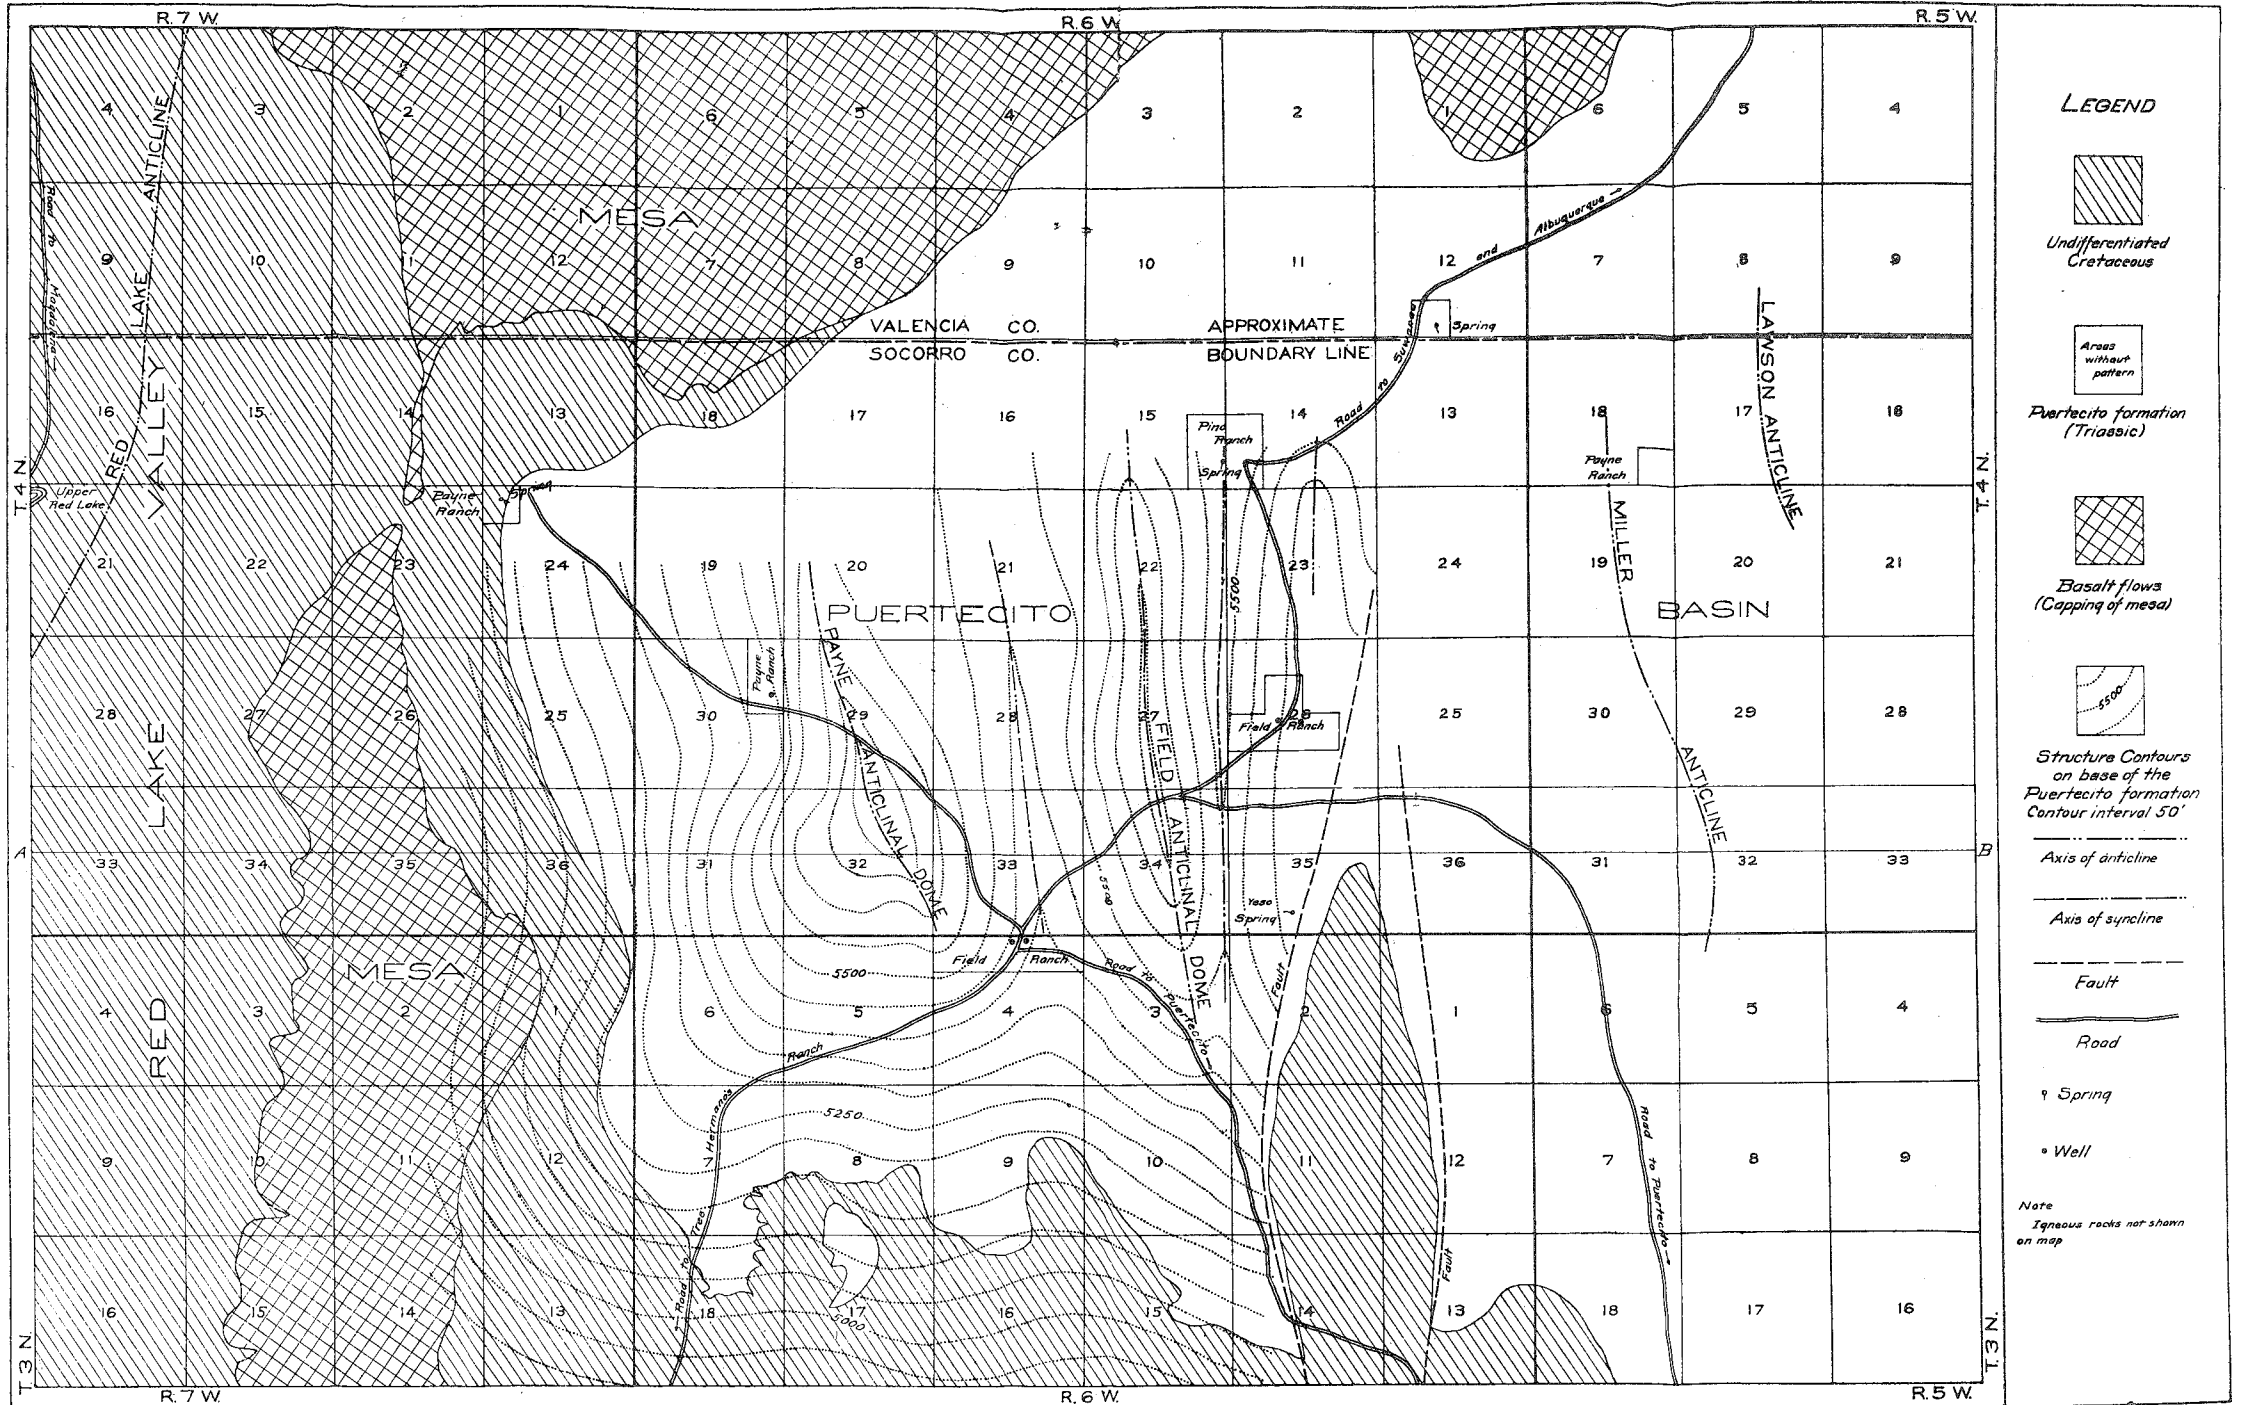 R. 7 W.
R. 6 W.
R. 5 W.
4 3 2 1 6 5 4 3 2 1 6 5 4
RED LAKE ANTICLINE
Road to Magdalena
MESA
and Albuquerque
9 10 11 12 7 8 9 10 11 12 7 8 9
Spring
VALENCIA CO. APPROXIMATE
SOCORRO CO. BOUNDARY LINE
Road to Suwanee
LAWSON ANTICLINE
16 15 14 13 18 17 16 15 14 13 18 17 16
Pino
Ranch
Spring
Payne
Ranch
T. 4 N.
T. 4 N.
Upper
Red Lake
Payne
Ranch
Spring
RED LAKE VALLEY
21 22 23 24 19 20 21 22 23 24 19 20 21
5500
MILLER ANTICLINE
PUERTECITO BASIN
Payne
Ranch
PAYNE ANTICLINAL DOME
28 27 26 25 30 29 28 27 26 25 30 29 28
Field Ranch
FIELD ANTICLINAL DOME
A
B
33 34 35 36 31 32 33 34 35 36 31 32 33
5500
Yeso
Spring
MESA
5500
Field Ranch
Road to Puertecito
Fault
4 3 2 1 6 5 4 3 2 1 6 5 4
Road to Tres Hermanos Ranch
5250
Road to Puertecito
9 10 11 12 7 8 9 10 11 12 7 8 9
Fault
16 15 14 13 18 17 16 15 14 13 18 17 16
5000
T. 3 N.
T. 3 N.
R. 7 W.
R. 6 W.
R. 5 W.
LEGEND
Undifferentiated
Cretaceous
Areas
without
pattern
Puertecito formation
(Triassic)
Basalt flows
(Capping of mesa)
5500
Structure Contours
on base of the
Puertecito formation
Contour interval 50'
Axis of anticline
Axis of syncline
Fault
Road
Spring
Well
Note
Igneous rocks not shown
on map